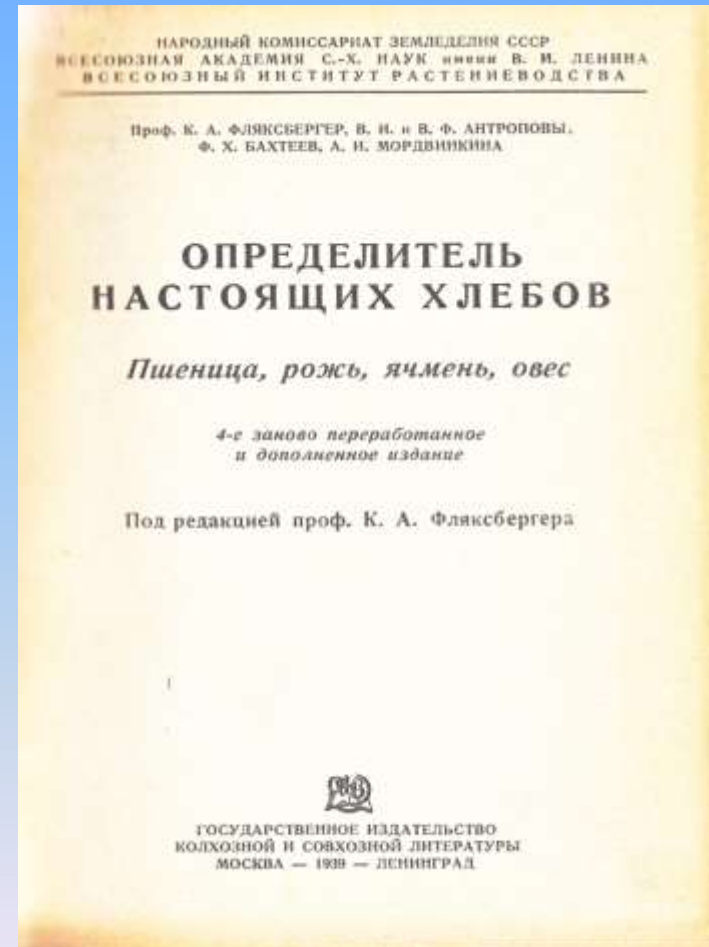 НАРОДНЫЙ КОМИССАРИАТ ЗЕМЛЕДЕЛИЯ СССР
ВСЕСОЮЗНАЯ АКАДЕМИЯ С.-Х. НАУК имени В. И. ЛЕНИНА
ВСЕСОЮЗНЫЙ ИНСТИТУТ РАСТЕНИЕВОДСТВА
Проф. К. А. ФЛЯКСБЕРГЕР, В. И. и В. Ф. АНТРОПОВЫ,
Ф. Х. БАХТЕЕВ, А. И. МОРДВИНКИНА
ОПРЕДЕЛИТЕЛЬ
НАСТОЯЩИХ ХЛЕБОВ
Пшеница, рожь, ячмень, овес
4-е заново переработанное
и дополненное издание
Под редакцией проф. К. А. Фляксбергера
ГОСУДАРСТВЕННОЕ ИЗДАТЕЛЬСТВО
КОЛХОЗНОЙ И СОВХОЗНОЙ ЛИТЕРАТУРЫ
МОСКВА — 1939 — ЛЕНИНГРАД